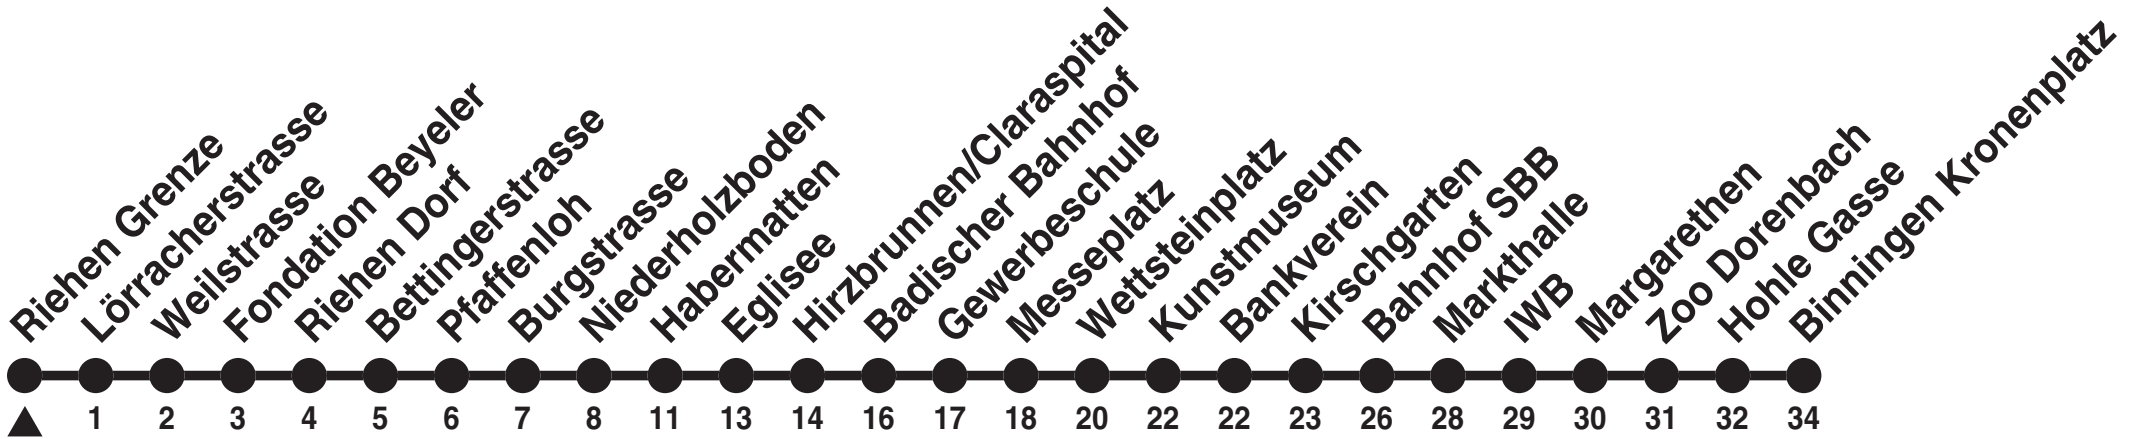 Riehen Grenze
Lörracherstrasse
Weilstrasse
Fondation Beyeler
Riehen Dorf
Bettingerstrasse
Pfaffenloh
Burgstrasse
Niederholzboden
Habermatten
Eglisee
Hirzbrunnen/Claraspital
Badischer Bahnhof
Gewerbeschule
Messeplatz
Wettsteinplatz
Kunstmuseum
Bankverein
Kirschgarten
Bahnhof SBB
Markthalle
IWB
Margarethen
Zoo Dorenbach
Hohle Gasse
Binningen Kronenplatz
1 2 3 4 5 6 7 8 11 13 14 16 17 18 20 22 22 23 26 28 29 30 31 32 34